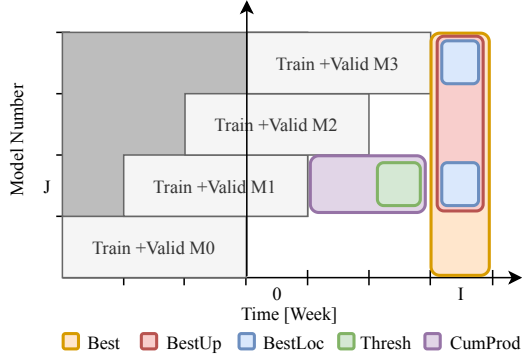 Train +Valid M3
Train +Valid M2
Train +Valid M1
Train +Valid M0
Model Number
J
0
I
Time [Week]
Best
BestUp
BestLoc
Thresh
CumProd